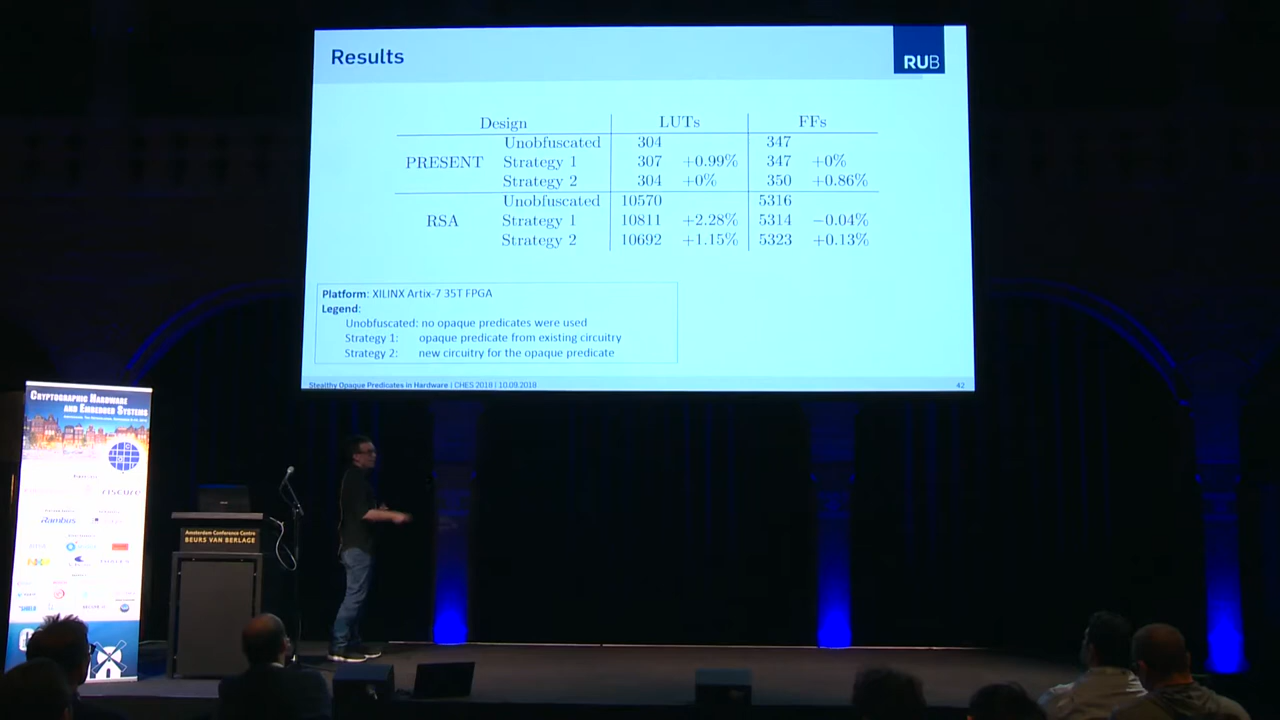 Results
RUB
Design LUTs FFs
PRESENT Unobfuscated 304 347
Strategy 1 307 +0.99% 347 +0%
Strategy 2 304 +0% 350 +0.86%
RSA Unobfuscated 10570 5316
Strategy 1 10811 +2.28% 5314 −0.04%
Strategy 2 10692 +1.15% 5323 +0.13%
Platform: XILINX Artix-7 35T FPGA
Legend:
Unobfuscated: no opaque predicates were used
Strategy 1: opaque predicate from existing circuitry
Strategy 2: new circuitry for the opaque predicate
Stealthy Opaque Predicates in Hardware | CHES 2018 | 10.09.2018 42
Cryptographic Hardware
and Embedded Systems
riscure
Rambus
NXP
Amsterdam Conference Centre
BEURS VAN BERLAGE